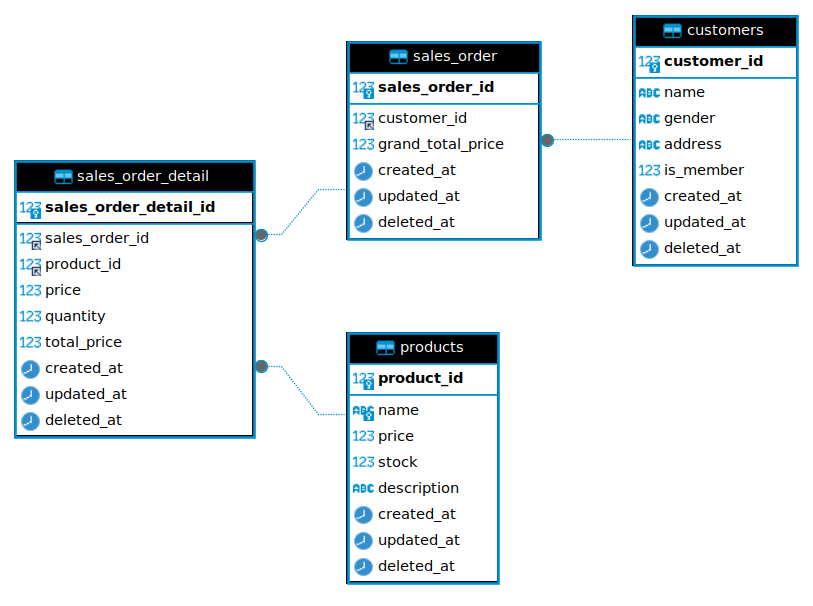 sales_order_detail
123 sales_order_detail_id
123 sales_order_id
123 product_id
123 price
123 quantity
123 total_price
created_at
updated_at
deleted_at
sales_order
123 sales_order_id
123 customer_id
123 grand_total_price
created_at
updated_at
deleted_at
customers
123 customer_id
ABC name
ABC gender
ABC address
123 is_member
created_at
updated_at
deleted_at
products
123 product_id
ABC name
123 price
123 stock
ABC description
created_at
updated_at
deleted_at